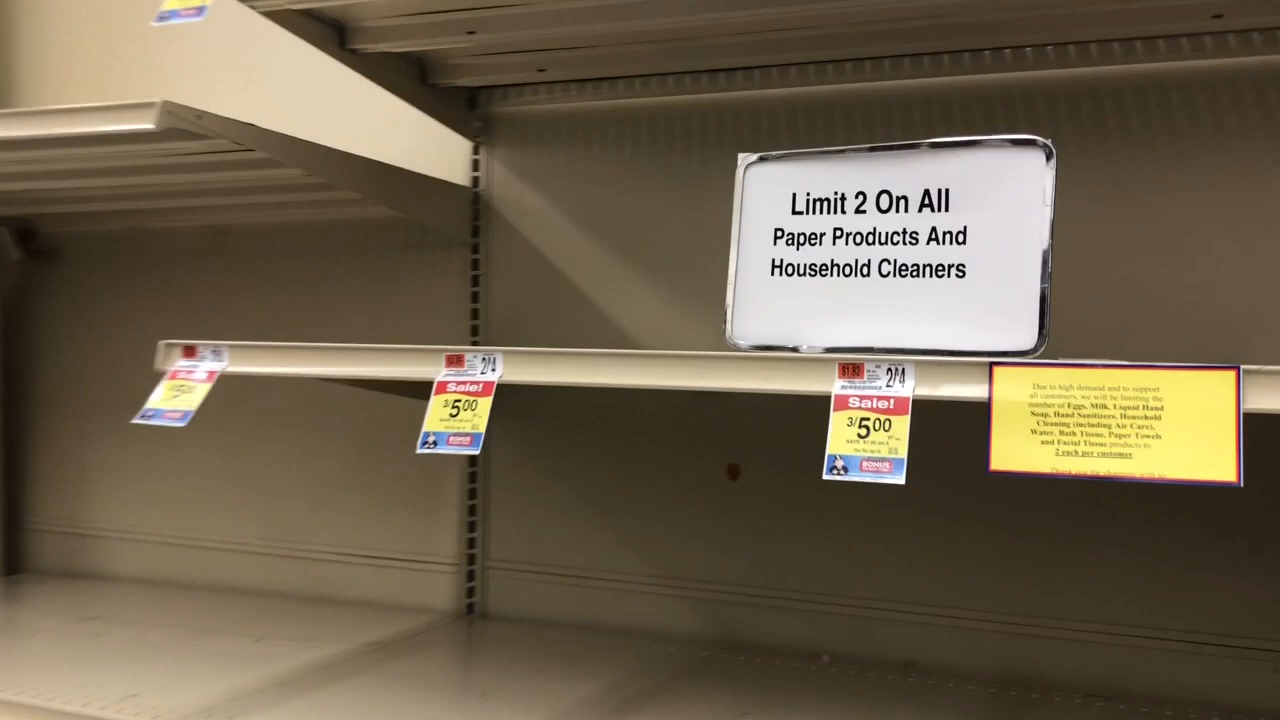 Limit 2 On All
Paper Products And
Household Cleaners
2/4
Sale!
3/5.00
BONUS
$1.82
2/4
Sale!
3/5.00
BONUS
Due to high demand and to support
all customers, we will be limiting the
number of Eggs, Milk, Liquid Hand
Soap, Hand Sanitizers, Household
Cleaning (including Air Care),
Water, Bath Tissue, Paper Towels
and Facial Tissue products to
2 each per customer